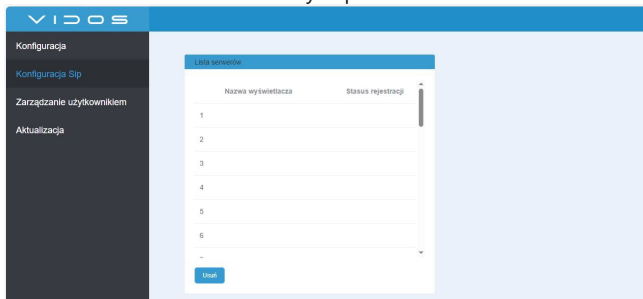 VIDOS
Konfiguracja
Konfiguracja Sip
Zarządzanie użytkownikiem
Aktualizacja
Lista serwerów
Nazwa wyświetlacza Stasus rejestracji
1
2
3
4
5
6
Usuń